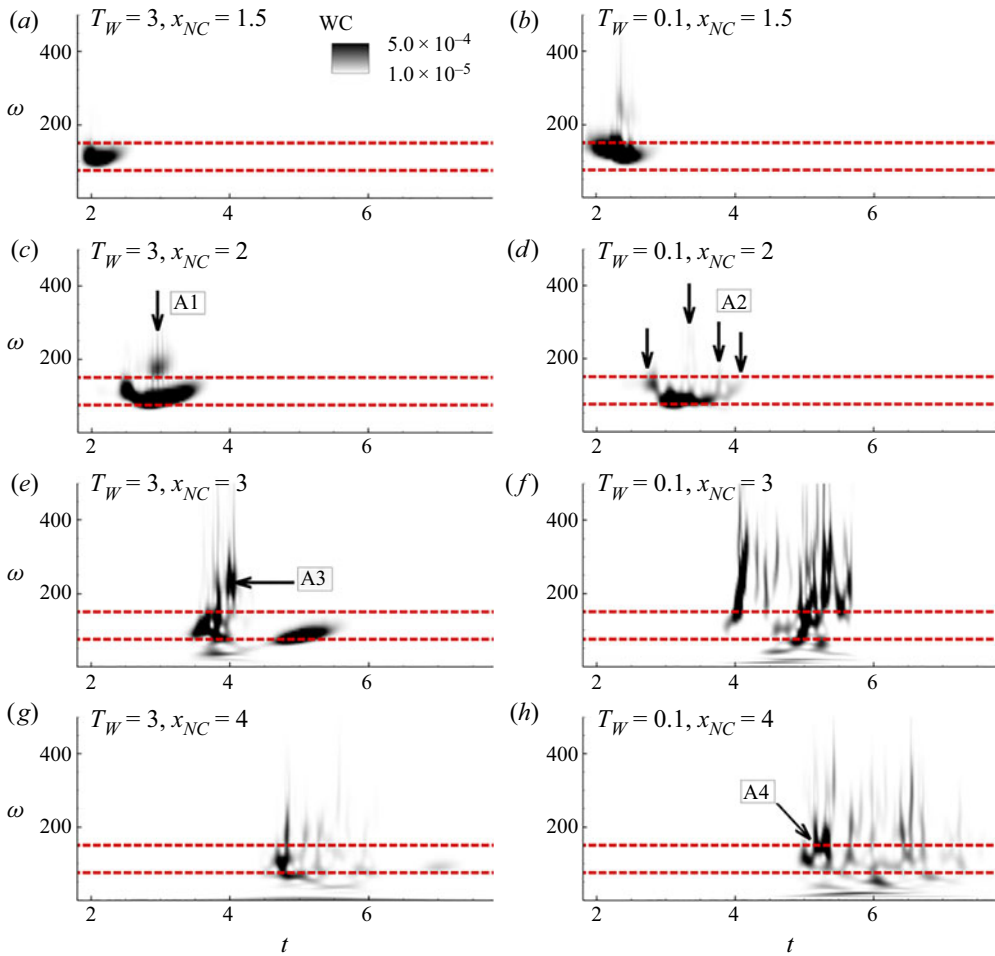 (a) T_W = 3, x_NC = 1.5
WC
5.0 × 10⁻⁴
1.0 × 10⁻⁵
400
ω
200
2 4 6
(b) T_W = 0.1, x_NC = 1.5
400
ω
200
2 4 6
(c) T_W = 3, x_NC = 2
400
A1
ω
200
2 4 6
(d) T_W = 0.1, x_NC = 2
400
A2
ω
200
2 4 6
(e) T_W = 3, x_NC = 3
400
A3
ω
200
2 4 6
(f) T_W = 0.1, x_NC = 3
400
ω
200
2 4 6
(g) T_W = 3, x_NC = 4
400
ω
200
2 4 6
t
(h) T_W = 0.1, x_NC = 4
400
A4
ω
200
2 4 6
t